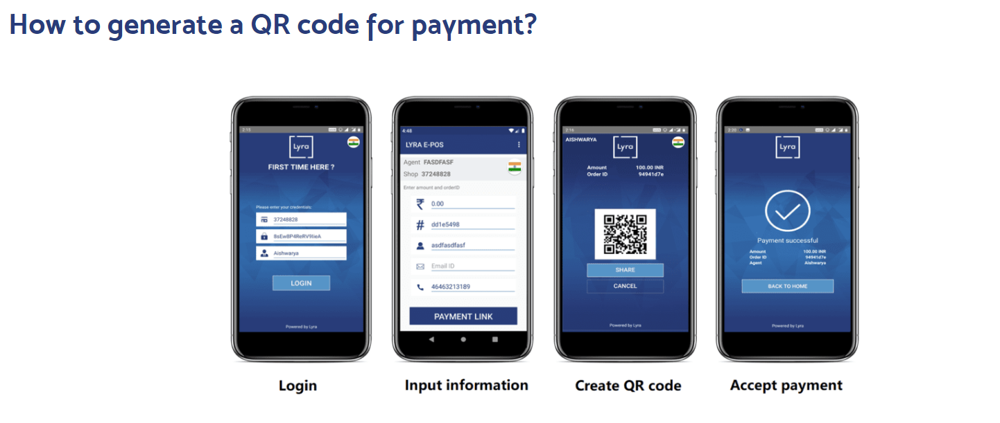 How to generate a QR code for payment?
2:15
Lyra
FIRST TIME HERE ?
Please enter your credentials:
37248828
8sEw8P4ReRV9IieA
Aishwarya
LOGIN
Powered by Lyra
Login
4:48
LYRA E-POS
Agent FASDFASF
Shop 37248828
Enter amount and orderID
₹ 0.00
# dd1e5498
asdfasdfasf
Email ID
46463213189
PAYMENT LINK
Input information
2:16
AISHWARYA
Lyra
Amount 100.00 INR
Order ID 94941d7e
SHARE
CANCEL
Powered by Lyra
Create QR code
2:20
Lyra
Payment successful
Amount 100.00 INR
Order ID 94941d7e
Agent Aishwarya
BACK TO HOME
Powered by Lyra
Accept payment